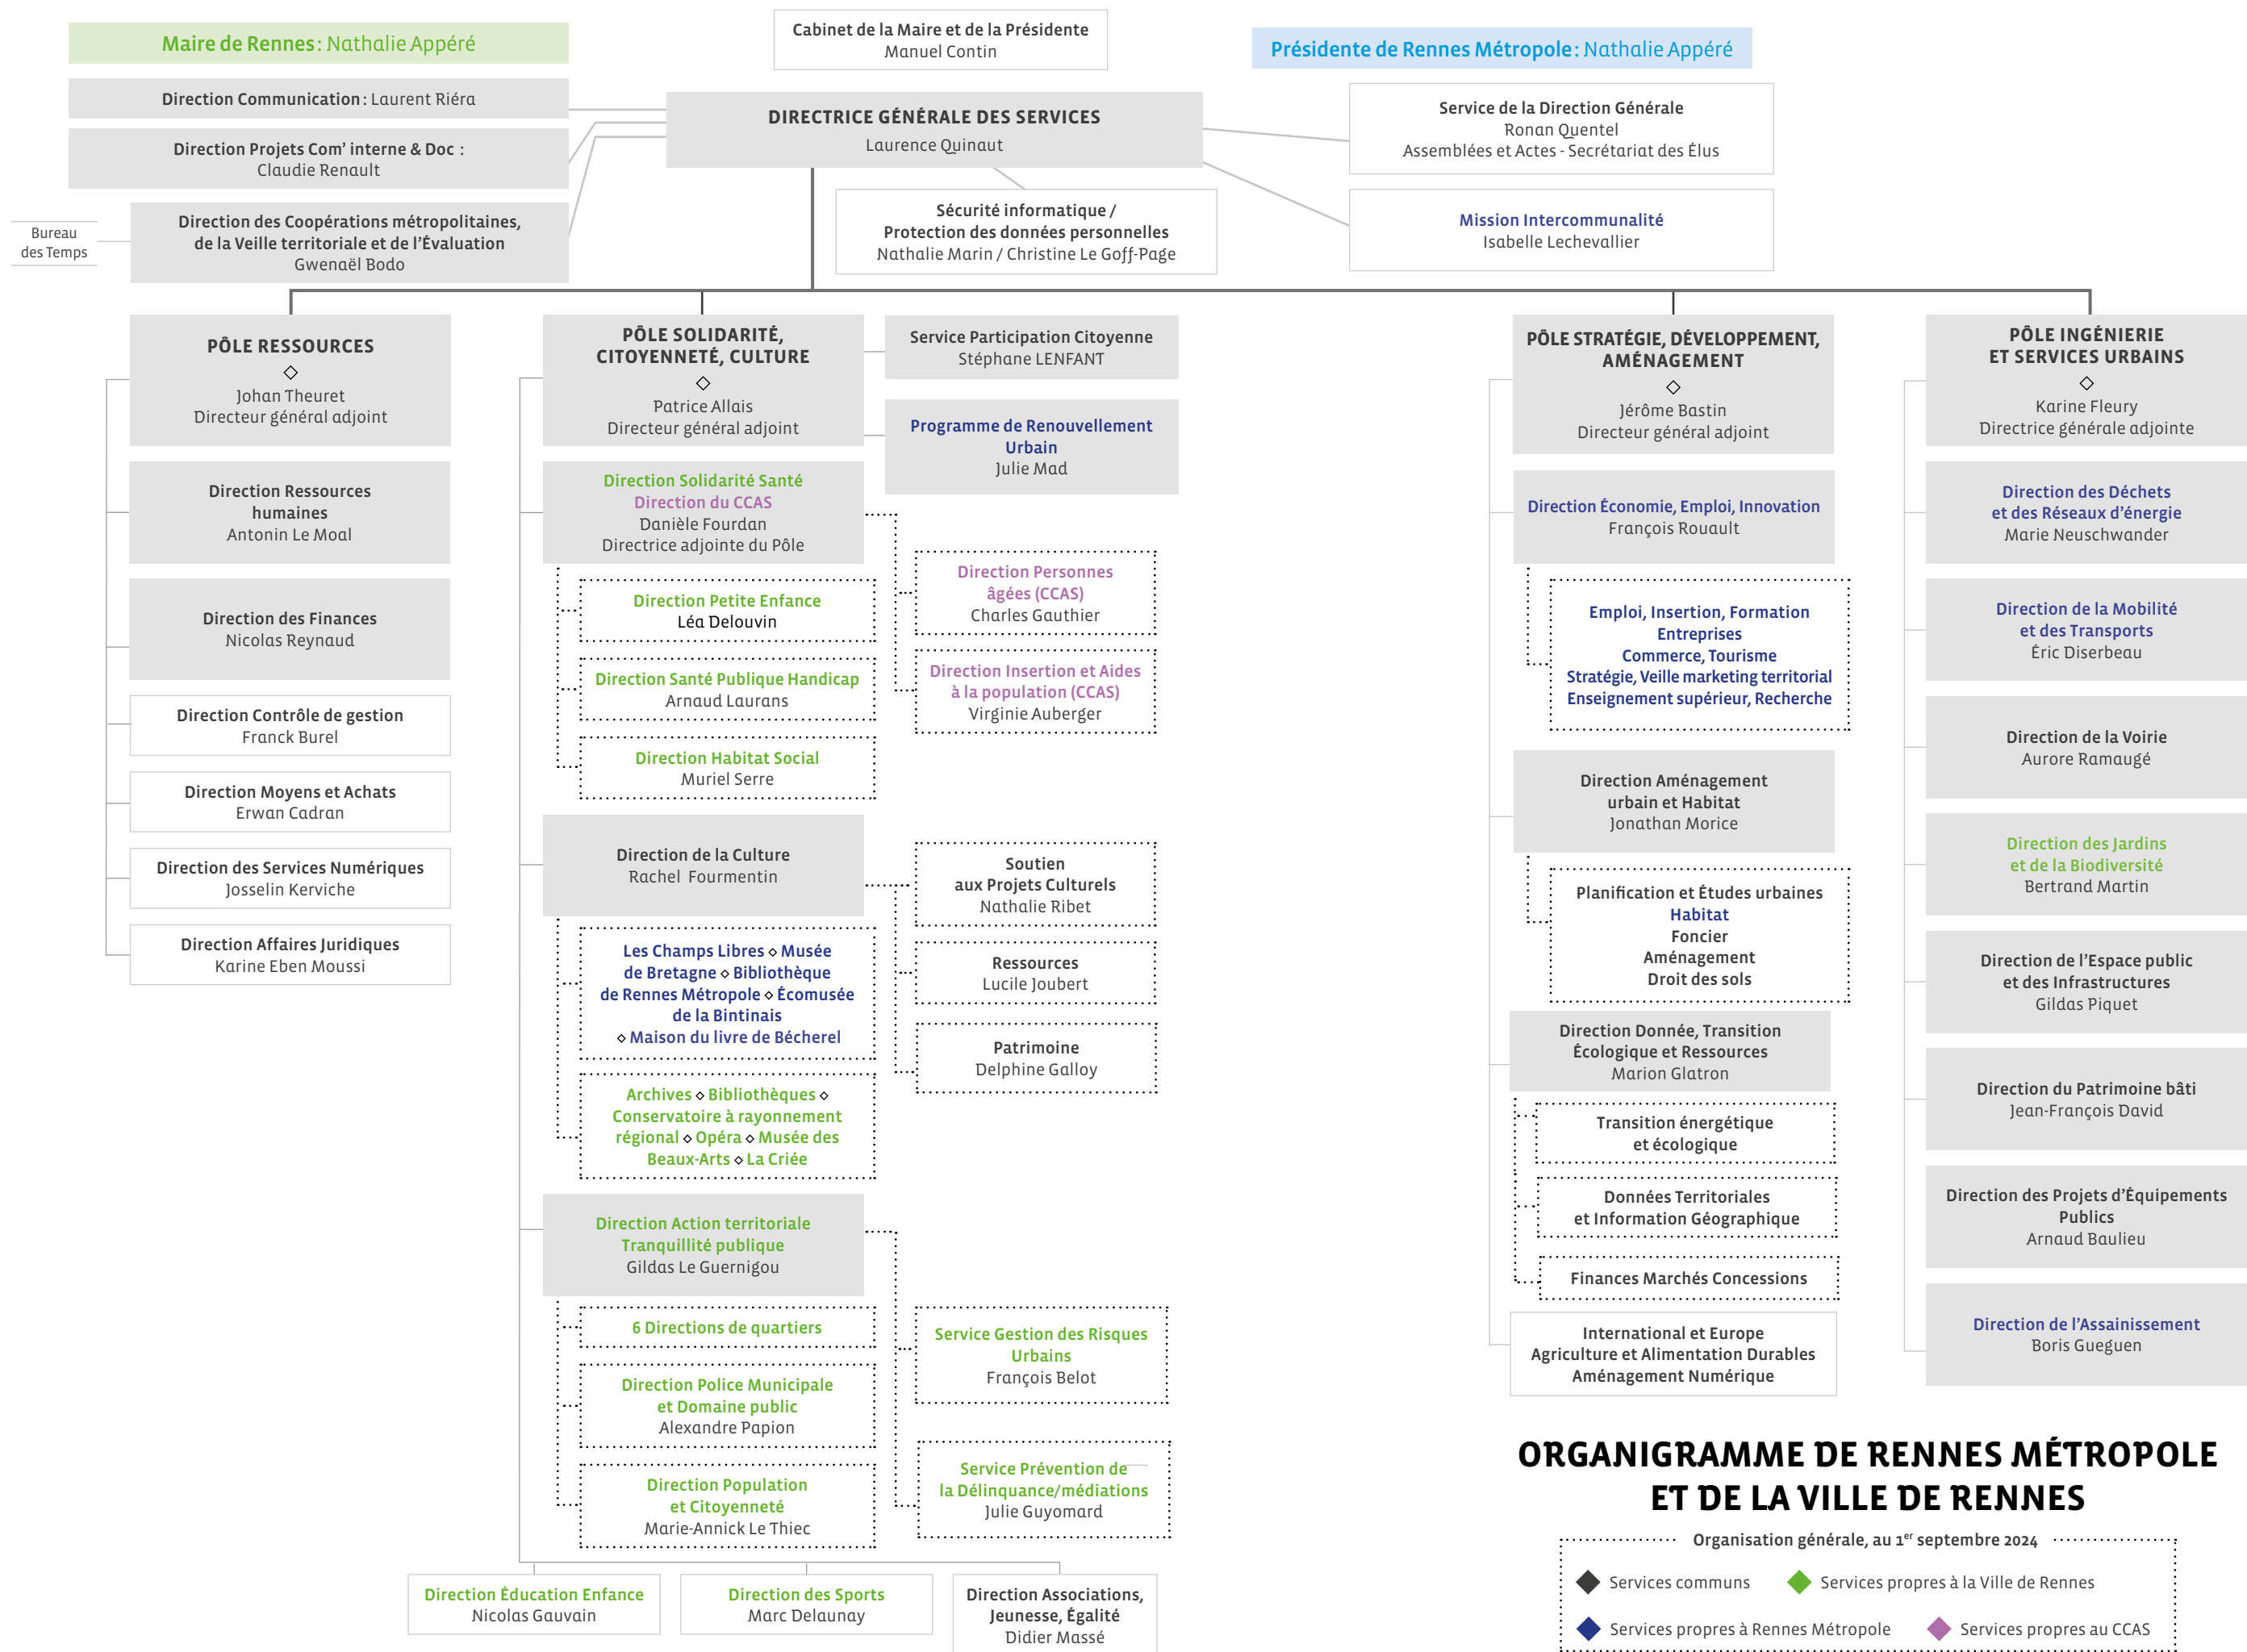 Maire de Rennes : Nathalie Appéré
Cabinet de la Maire et de la Présidente
Manuel Contin
Présidente de Rennes Métropole : Nathalie Appéré
Direction Communication : Laurent Riéra
Direction Projets Com' interne & Doc :
Claudie Renault
Bureau
des Temps
Direction des Coopérations métropolitaines,
de la Veille territoriale et de l'Évaluation
Gwenaël Bodo
DIRECTRICE GÉNÉRALE DES SERVICES
Laurence Quinaut
Sécurité informatique /
Protection des données personnelles
Nathalie Marin / Christine Le Goff-Page
Service de la Direction Générale
Ronan Quentel
Assemblées et Actes - Secrétariat des Élus
Mission Intercommunalité
Isabelle Lechevallier
PÔLE RESSOURCES
◇
Johan Theuret
Directeur général adjoint
Direction Ressources
humaines
Antonin Le Moal
Direction des Finances
Nicolas Reynaud
Direction Contrôle de gestion
Franck Burel
Direction Moyens et Achats
Erwan Cadran
Direction des Services Numériques
Josselin Kerviche
Direction Affaires Juridiques
Karine Eben Moussi
PÔLE SOLIDARITÉ,
CITOYENNETÉ, CULTURE
◇
Patrice Allais
Directeur général adjoint
Service Participation Citoyenne
Stéphane LENFANT
Programme de Renouvellement
Urbain
Julie Mad
Direction Solidarité Santé
Direction du CCAS
Danièle Fourdan
Directrice adjointe du Pôle
Direction Petite Enfance
Léa Delouvin
Direction Santé Publique Handicap
Arnaud Laurans
Direction Habitat Social
Muriel Serre
Direction Personnes
âgées (CCAS)
Charles Gauthier
Direction Insertion et Aides
à la population (CCAS)
Virginie Auberger
Direction de la Culture
Rachel Fourmentin
Les Champs Libres ◇ Musée
de Bretagne ◇ Bibliothèque
de Rennes Métropole ◇ Écomusée
de la Bintinais
◇ Maison du livre de Bécherel
Archives ◇ Bibliothèques ◇
Conservatoire à rayonnement
régional ◇ Opéra ◇ Musée des
Beaux-Arts ◇ La Criée
Soutien
aux Projets Culturels
Nathalie Ribet
Ressources
Lucile Joubert
Patrimoine
Delphine Galloy
Direction Action territoriale
Tranquillité publique
Gildas Le Guernigou
6 Directions de quartiers
Direction Police Municipale
et Domaine public
Alexandre Papion
Direction Population
et Citoyenneté
Marie-Annick Le Thiec
Service Gestion des Risques
Urbains
François Belot
Service Prévention de
la Délinquance/médiations
Julie Guyomard
Direction Éducation Enfance
Nicolas Gauvain
Direction des Sports
Marc Delaunay
Direction Associations,
Jeunesse, Égalité
Didier Massé
PÔLE STRATÉGIE, DÉVELOPPEMENT,
AMÉNAGEMENT
◇
Jérôme Bastin
Directeur général adjoint
Direction Économie, Emploi, Innovation
François Rouault
Emploi, Insertion, Formation
Entreprises
Commerce, Tourisme
Stratégie, Veille marketing territorial
Enseignement supérieur, Recherche
Direction Aménagement
urbain et Habitat
Jonathan Morice
Planification et Études urbaines
Habitat
Foncier
Aménagement
Droit des sols
Direction Donnée, Transition
Écologique et Ressources
Marion Glatron
Transition énergétique
et écologique
Données Territoriales
et Information Géographique
Finances Marchés Concessions
International et Europe
Agriculture et Alimentation Durables
Aménagement Numérique
PÔLE INGÉNIERIE
ET SERVICES URBAINS
◇
Karine Fleury
Directrice générale adjointe
Direction des Déchets
et des Réseaux d'énergie
Marie Neuschwander
Direction de la Mobilité
et des Transports
Éric Diserbeau
Direction de la Voirie
Aurore Ramaugé
Direction des Jardins
et de la Biodiversité
Bertrand Martin
Direction de l'Espace public
et des Infrastructures
Gildas Piquet
Direction du Patrimoine bâti
Jean-François David
Direction des Projets d'Équipements
Publics
Arnaud Baulieu
Direction de l'Assainissement
Boris Gueguen
ORGANIGRAMME DE RENNES MÉTROPOLE
ET DE LA VILLE DE RENNES
Organisation générale, au 1er septembre 2024
Services communs
Services propres à la Ville de Rennes
Services propres à Rennes Métropole
Services propres au CCAS